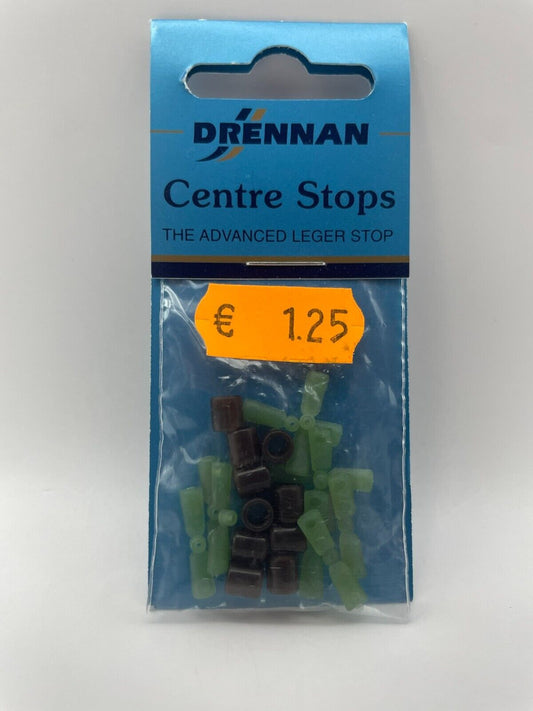 DRENNAN
Centre Stops
THE ADVANCED LEGER STOP
€ 1.25